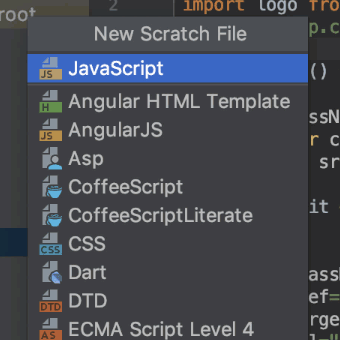 root
2
import logo fro
p.c
New Scratch File
JavaScript
()
Angular HTML Template
AngularJS
Asp
CoffeeScript
CoffeeScriptLiterate
CSS
Dart
DTD
ECMA Script Level 4
JS
H
JS
CSS
DTD
AS
ssN
r c
sr
it
ass
ef=
rge